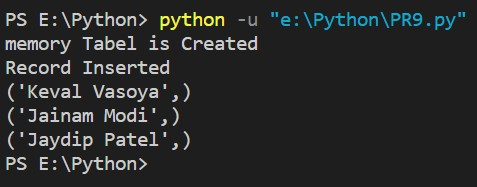 PS E:\Python> python -u "e:\Python\PR9.py"
memory Tabel is Created
Record Inserted
('Keval Vasoya',)
('Jainam Modi',)
('Jaydip Patel',)
PS E:\Python>